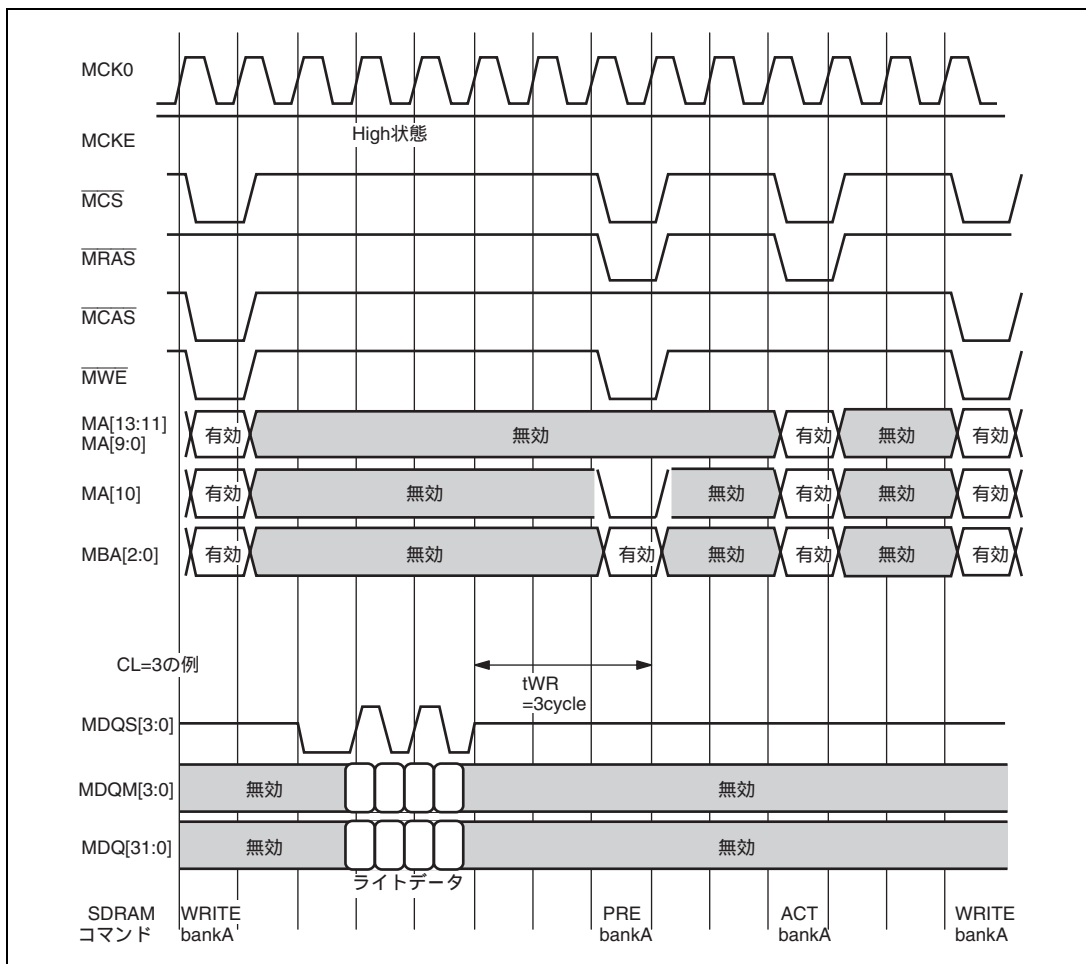 MCK0
MCKE
High状態
MCS
MRAS
MCAS
MWE
MA[13:11]
MA[9:0]
有効
無効
有効
無効
有効
MA[10]
有効
無効
無効
有効
無効
有効
MBA[2:0]
有効
無効
有効
無効
有効
無効
有効
CL=3の例
tWR
=3cycle
MDQS[3:0]
MDQM[3:0]
無効
無効
MDQ[31:0]
無効
無効
ライトデータ
SDRAM
コマンド
WRITE
bankA
PRE
bankA
ACT
bankA
WRITE
bankA